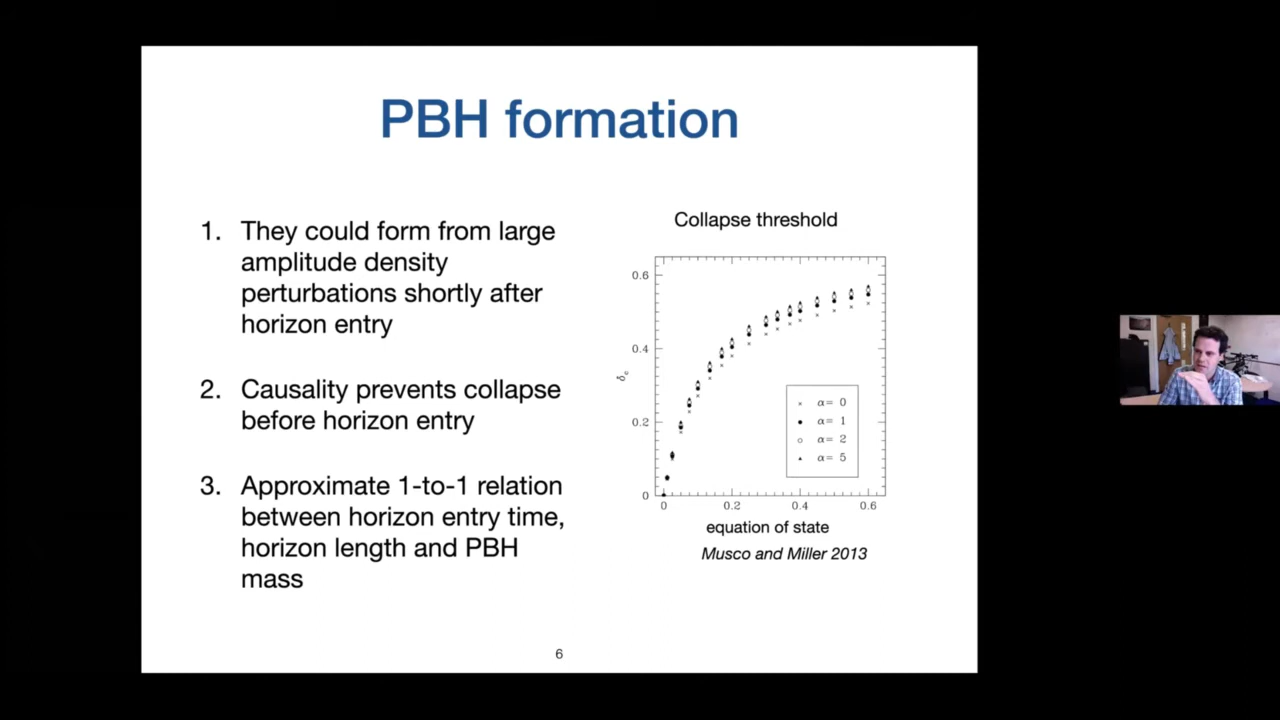 PBH formation
1. They could form from large
amplitude density
perturbations shortly after
horizon entry
2. Causality prevents collapse
before horizon entry
3. Approximate 1-to-1 relation
between horizon entry time,
horizon length and PBH
mass
Collapse threshold
0.6
0.4
0.2
0
δc
α= 0
α= 1
α= 2
α= 5
0 0.2 0.4 0.6
equation of state
Musco and Miller 2013
6